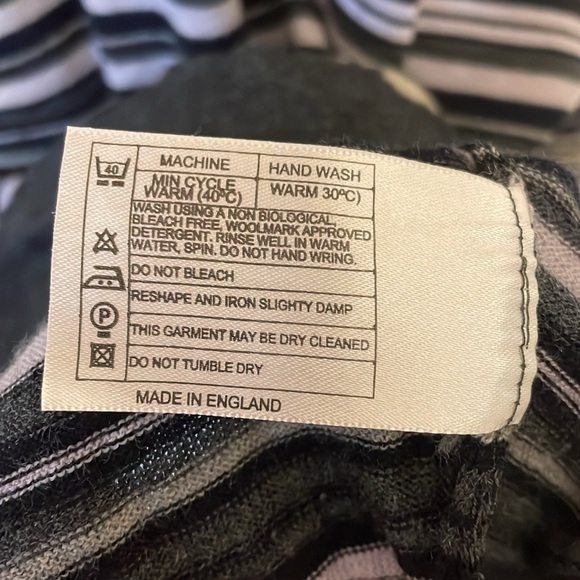 40
MACHINE HAND WASH
MIN CYCLE WARM 30ºC)
WARM (40ºC)
WASH USING A NON BIOLOGICAL,
BLEACH FREE, WOOLMARK APPROVED
DETERGENT. RINSE WELL IN WARM
WATER, SPIN. DO NOT HAND WRING.
DO NOT BLEACH
RESHAPE AND IRON SLIGHTY DAMP
P
THIS GARMENT MAY BE DRY CLEANED
DO NOT TUMBLE DRY
MADE IN ENGLAND